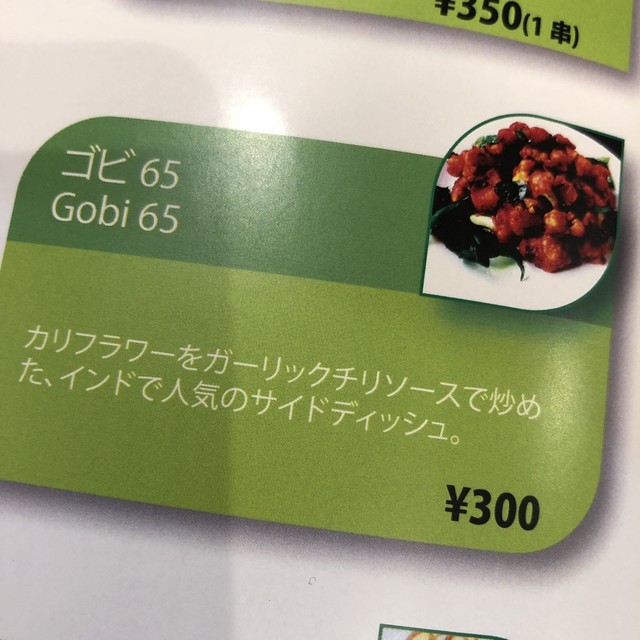 ¥350(1 串)
ゴビ 65
Gobi 65
カリフラワーをガーリックチリソースで炒め
た、インドで人気のサイドディッシュ。
¥300